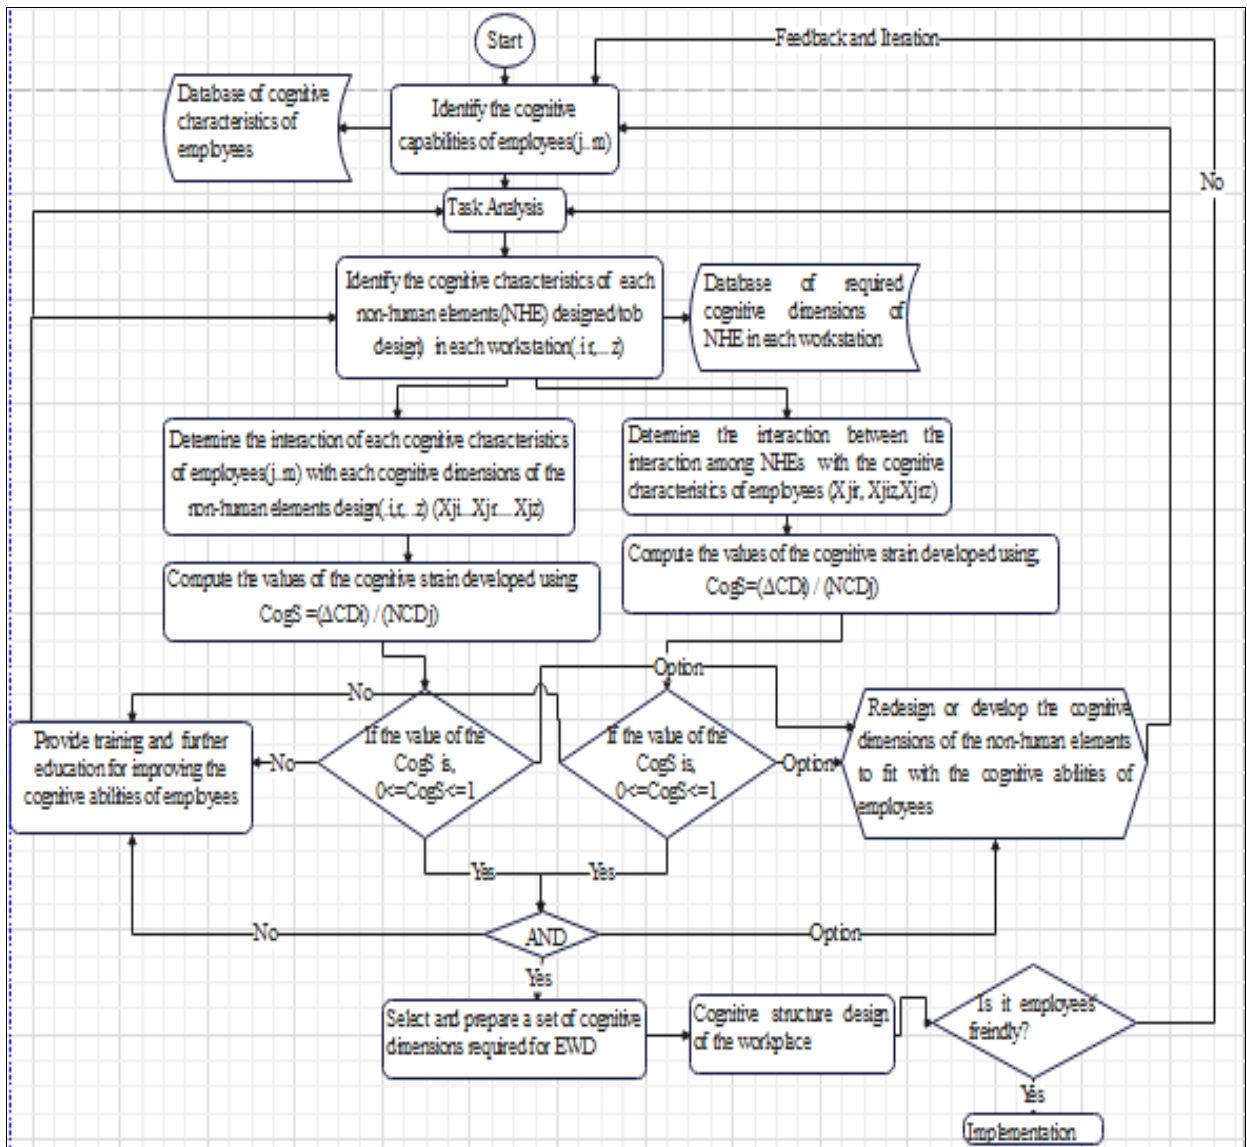 Start
Feedback and Iteration
Database of cognitive
characteristics of
employees
Identify the cognitive
capabilities of employees(j...m)
No
Task Analysis
Identify the cognitive characteristics of each
non-human elements(NHE) designed/tob
design) in each workstation(.i r,... z)
Database of required
cognitive dimensions of
NHE in each workstation
Determine the interaction of each cognitive characteristics
of employees(j...m) with each cognitive dimensions of the
non-human elements design(.i,r,...z) (Xji....Xjr.... Xjz)
Determine the interaction between the
interaction among NHEs with the cognitive
characteristics of employees (Xjir, Xjiz,Xjrz)
Compute the values of the cognitive strain developed using,
CogS =(ΔCDi) / (NCDj)
Compute the values of the cognitive strain developed using,
CogS=(ΔCDi) / (NCDj)
Option
No
Provide training and further
education for improving the
cognitive abilities of employees
No
If the value of the
CogS is,
0<=CogS<=1
If the value of the
CogS is,
0<=CogS<=1
Option
Redesign or develop the cognitive
dimensions of the non-human elements
to fit with the cognitive abilities of
employees
Yes
Yes
No
AND
Option
Yes
Select and prepare a set of cognitive
dimensions required for EWD
Cognitive structure design
of the workplace
Is it employees'
freindly?
Yes
Implementation